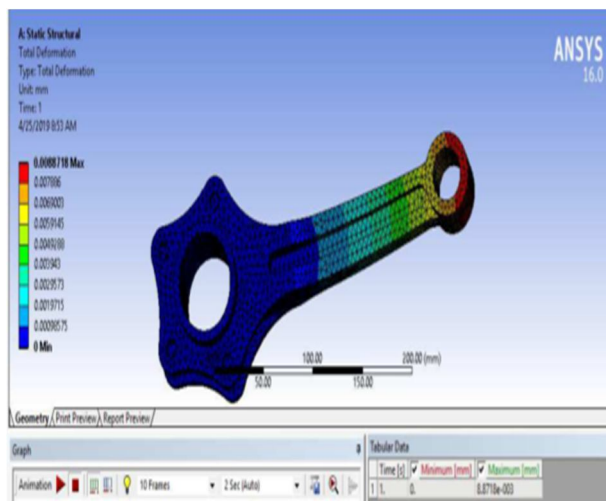 A: Static Structural
Total Deformation
Type: Total Deformation
Unit: mm
Time: 1
4/25/2019 8:53 AM
ANSYS
16.0
0.0088718 Max
0.007886
0.0069003
0.0059145
0.0049288
0.003943
0.0029573
0.0019715
0.00098575
0 Min
100.00
200.00 (mm)
50.00
150.00
Geometry Print Preview Report Preview
Graph
Animation
10 Frames
2 Sec (Auto)
Tabular Data
Time [s] Minimum [mm] Maximum [mm]
1 1. 0. 8.8718e-003